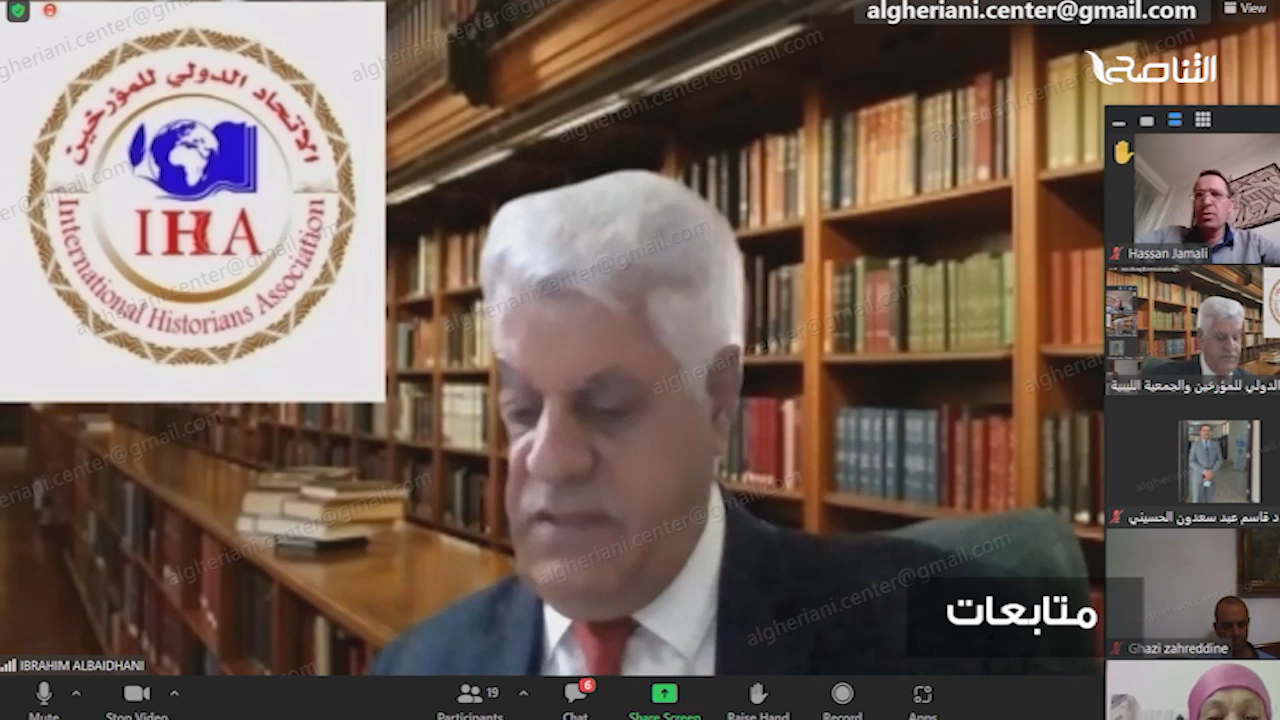 algheriani.center@gmail.com
View
التناصح
الاتحاد الدولي للمؤرخين
IHA
International Historians Association
Hassan Jamali
الدولي للمؤرخين والجمعية الليبية
د قاسم عبد سعدون الحسيني
Ghazi zahreddine
متابعات
IBRAHIM ALBAIDHANI
Mute
Stop Video
Participants
19
Chat
6
Share Screen
Raise Hand
Record
Apps